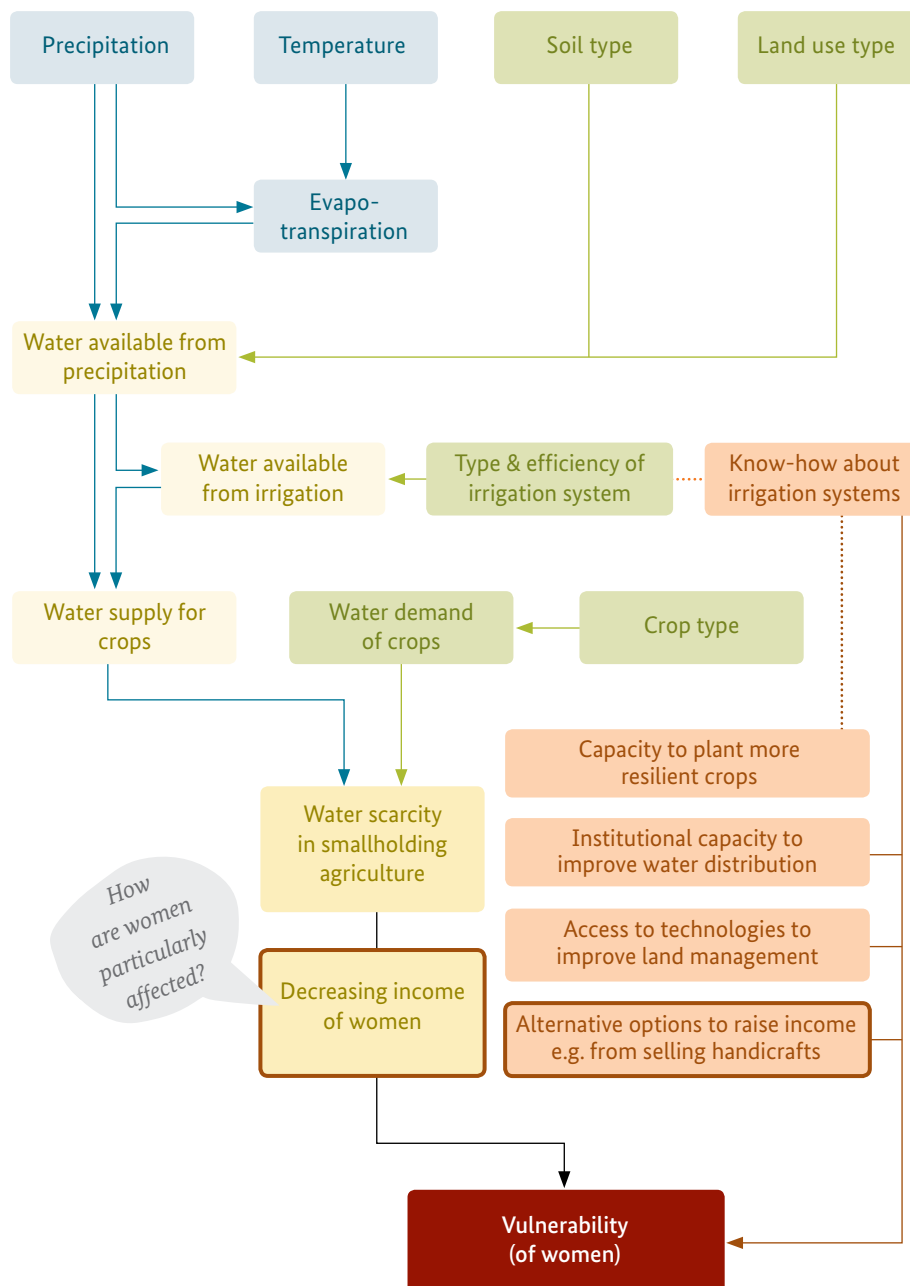 Precipitation
Temperature
Soil type
Land use type
Evapo-
transpiration
Water available from
precipitation
Water available
from irrigation
Type & efficiency of
irrigation system
Know-how about
irrigation systems
Water supply for
crops
Water demand
of crops
Crop type
Capacity to plant more
resilient crops
Water scarcity
in smallholding
agriculture
Institutional capacity to
improve water distribution
How
are women
particularly
affected?
Access to technologies to
improve land management
Decreasing income
of women
Alternative options to raise income
e.g. from selling handicrafts
Vulnerability
(of women)